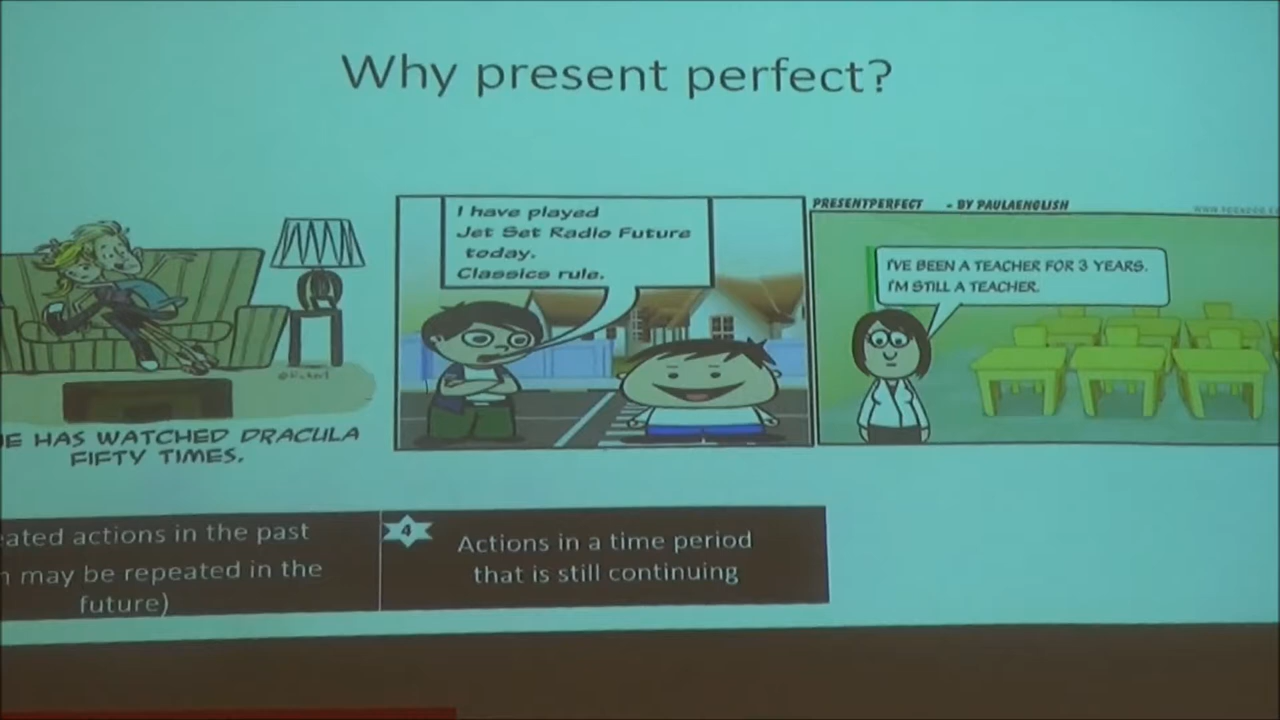 Why present perfect?
I have played
Jet Set Radio Future
today.
Classics rule.
PRESENTPERFECT - BY PAULAENGLISH
I'VE BEEN A TEACHER FOR 3 YEARS.
I'M STILL A TEACHER.
E HAS WATCHED DRACULA
FIFTY TIMES.
eated actions in the past
may be repeated in the
future)
4
Actions in a time period
that is still continuing